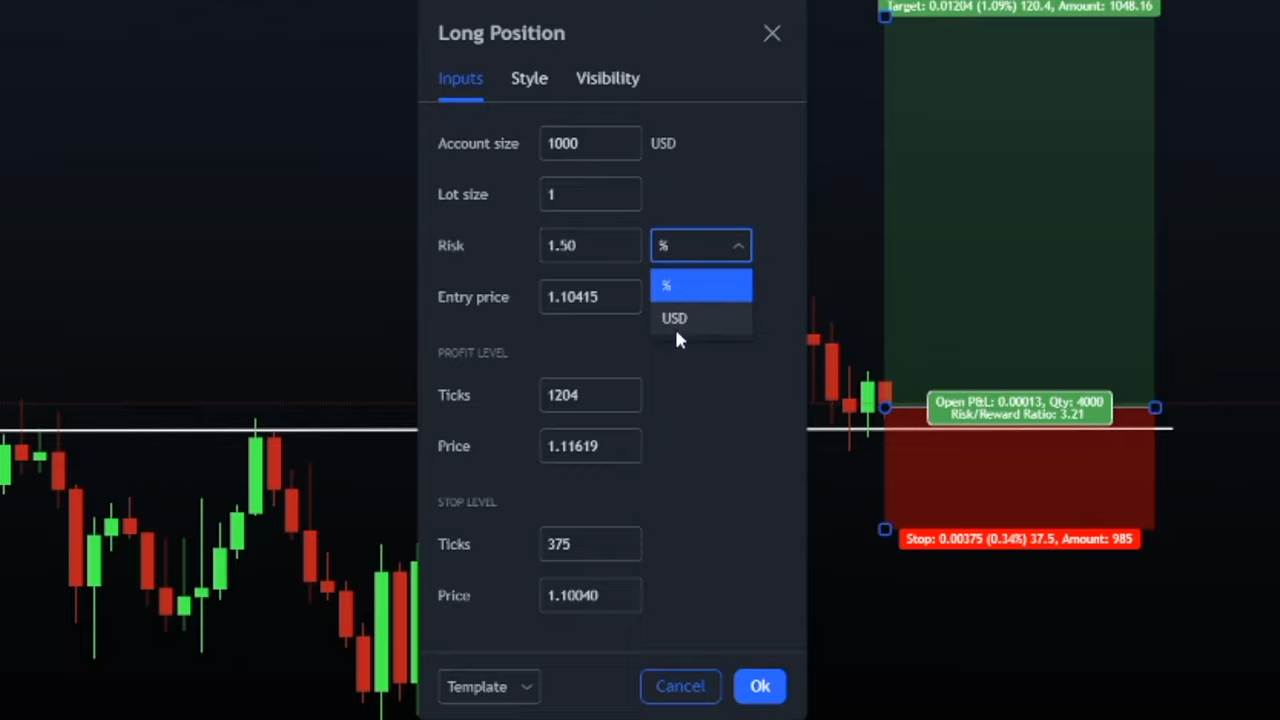 Long Position
Inputs Style Visibility
Account size 1000 USD
Lot size 1
Risk 1.50 %
%
Entry price 1.10415
USD
PROFIT LEVEL
Ticks 1204
Price 1.11619
STOP LEVEL
Ticks 375
Price 1.10040
Template Cancel Ok
Target: 0.01204 (1.09%) 120.4, Amount: 1048.16
Open P&L: 0.00013, Qty: 4000
Risk/Reward Ratio: 3.21
Stop: 0.00375 (0.34%) 37.5, Amount: 985